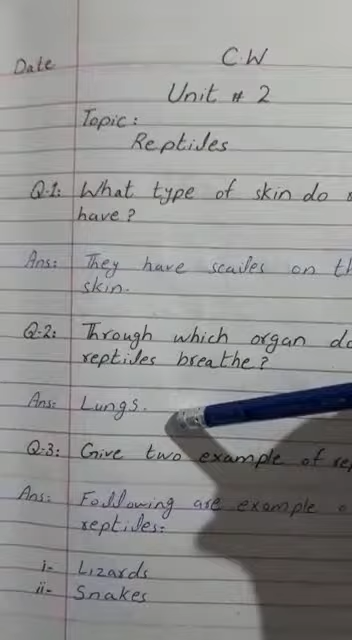 C.W
Date
Unit # 2
Topic:
Reptiles
Q.1: What type of skin do
have?
Ans: They have scailes on
skin.
Q.2: Through which organ do
reptiles breathe?
Ans: Lungs.
Q.3: Give two example of
Ans: Following are example
reptiles:
i- Lizards
ii- Snakes